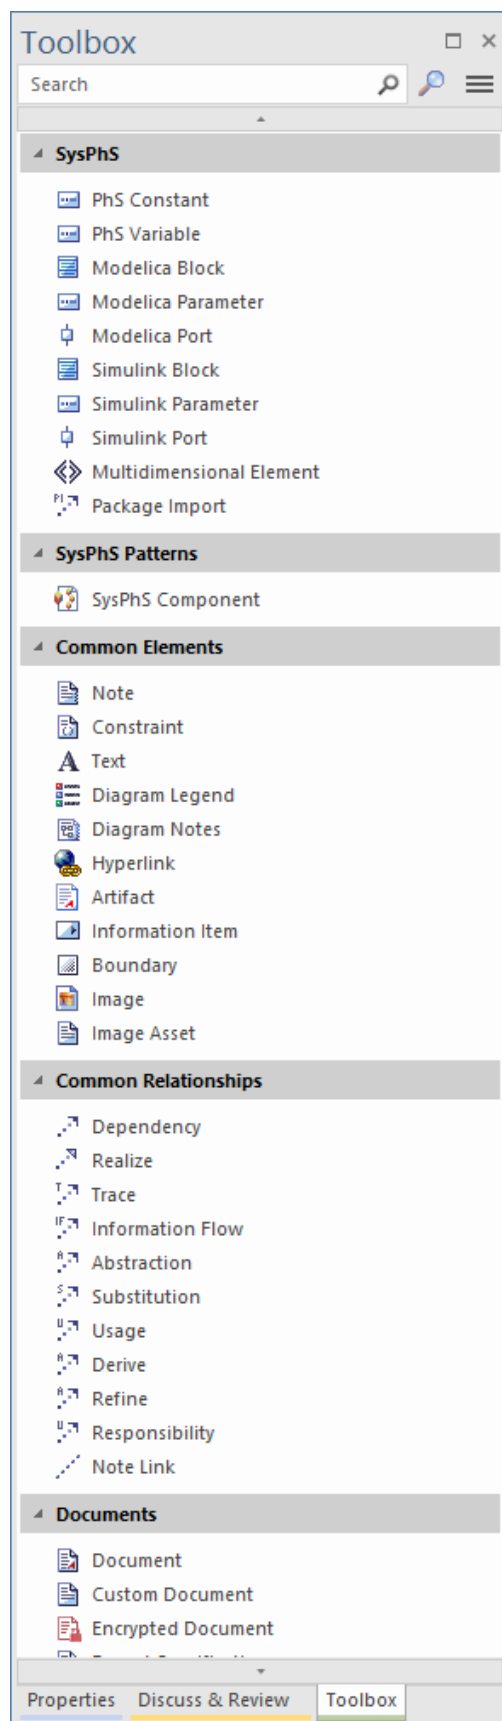 Toolbox
Search
SysPhS
PhS Constant
PhS Variable
Modelica Block
Modelica Parameter
Modelica Port
Simulink Block
Simulink Parameter
Simulink Port
Multidimensional Element
Package Import
SysPhS Patterns
SysPhS Component
Common Elements
Note
Constraint
Text
Diagram Legend
Diagram Notes
Hyperlink
Artifact
Information Item
Boundary
Image
Image Asset
Common Relationships
Dependency
Realize
Trace
Information Flow
Abstraction
Substitution
Usage
Derive
Refine
Responsibility
Note Link
Documents
Document
Custom Document
Encrypted Document
Properties Discuss & Review Toolbox